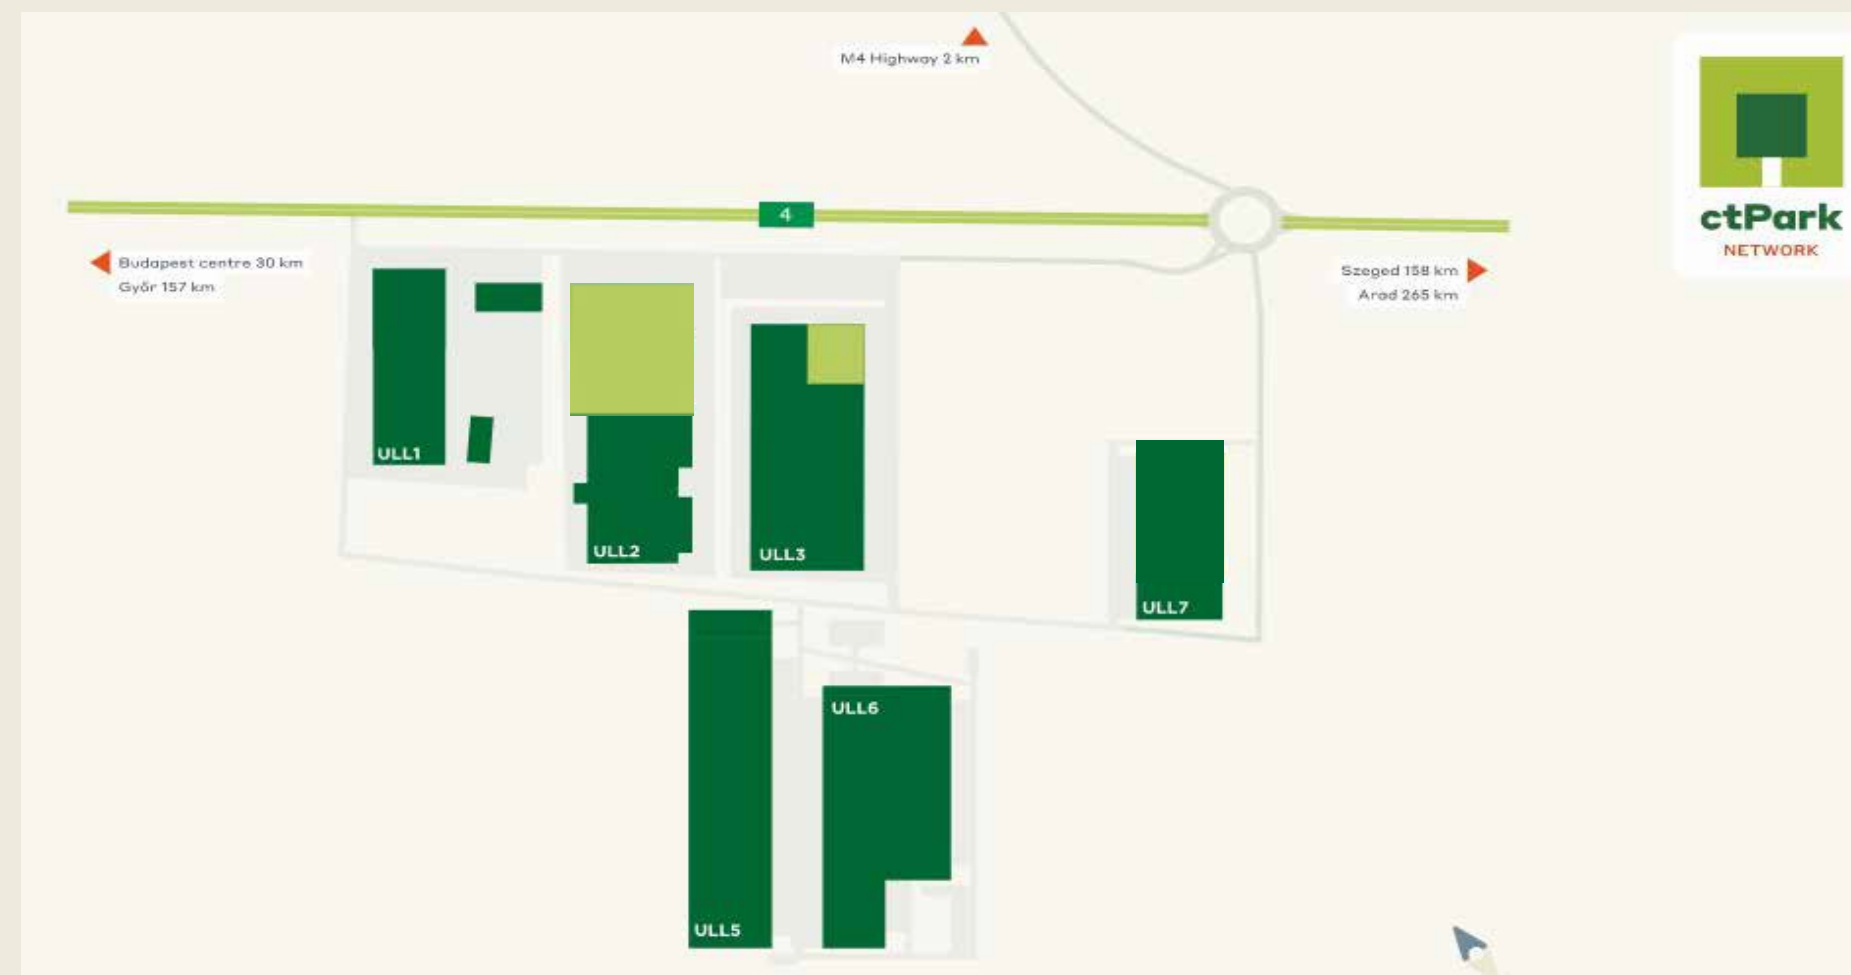 M4 Highway 2 km
ctPark
NETWORK
4
Budapest centre 30 km
Győr 157 km
Szeged 158 km
Arad 265 km
ULL1
ULL2
ULL3
ULL7
ULL6
ULL5